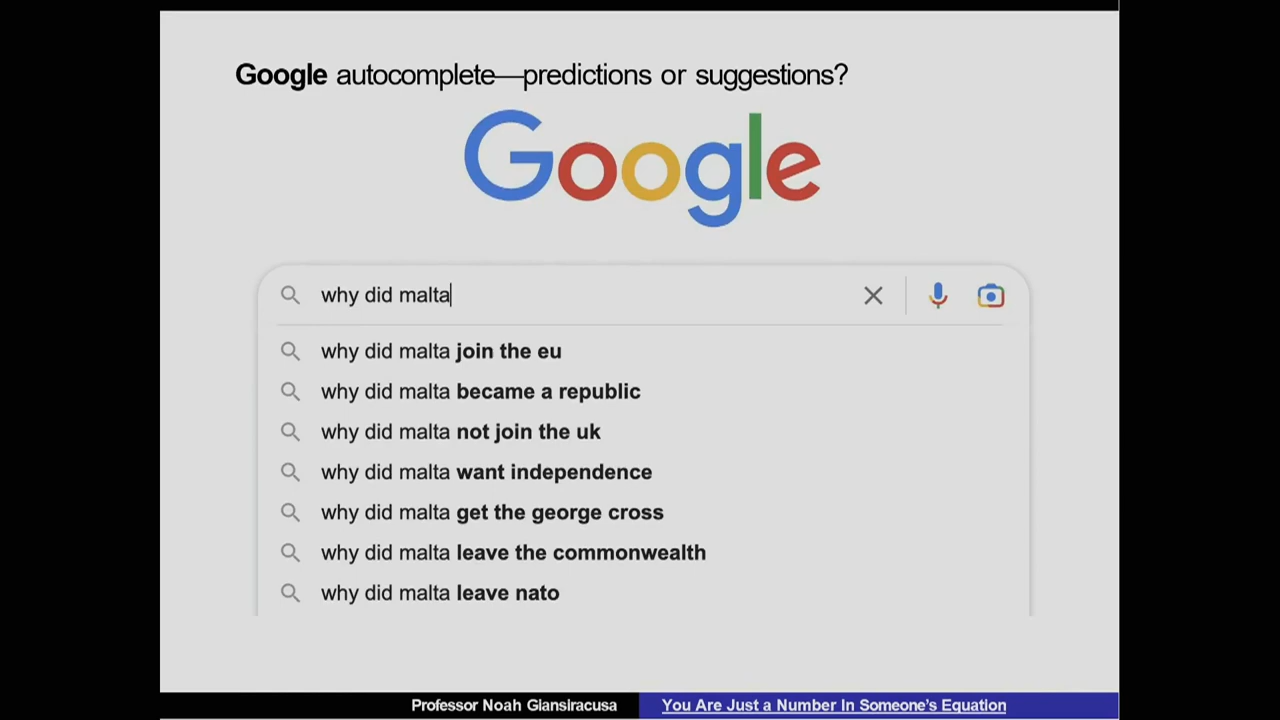 Google autocomplete—predictions or suggestions?
Google
why did malta
why did malta join the eu
why did malta became a republic
why did malta not join the uk
why did malta want independence
why did malta get the george cross
why did malta leave the commonwealth
why did malta leave nato
Professor Noah Giansiracusa
You Are Just a Number In Someone's Equation